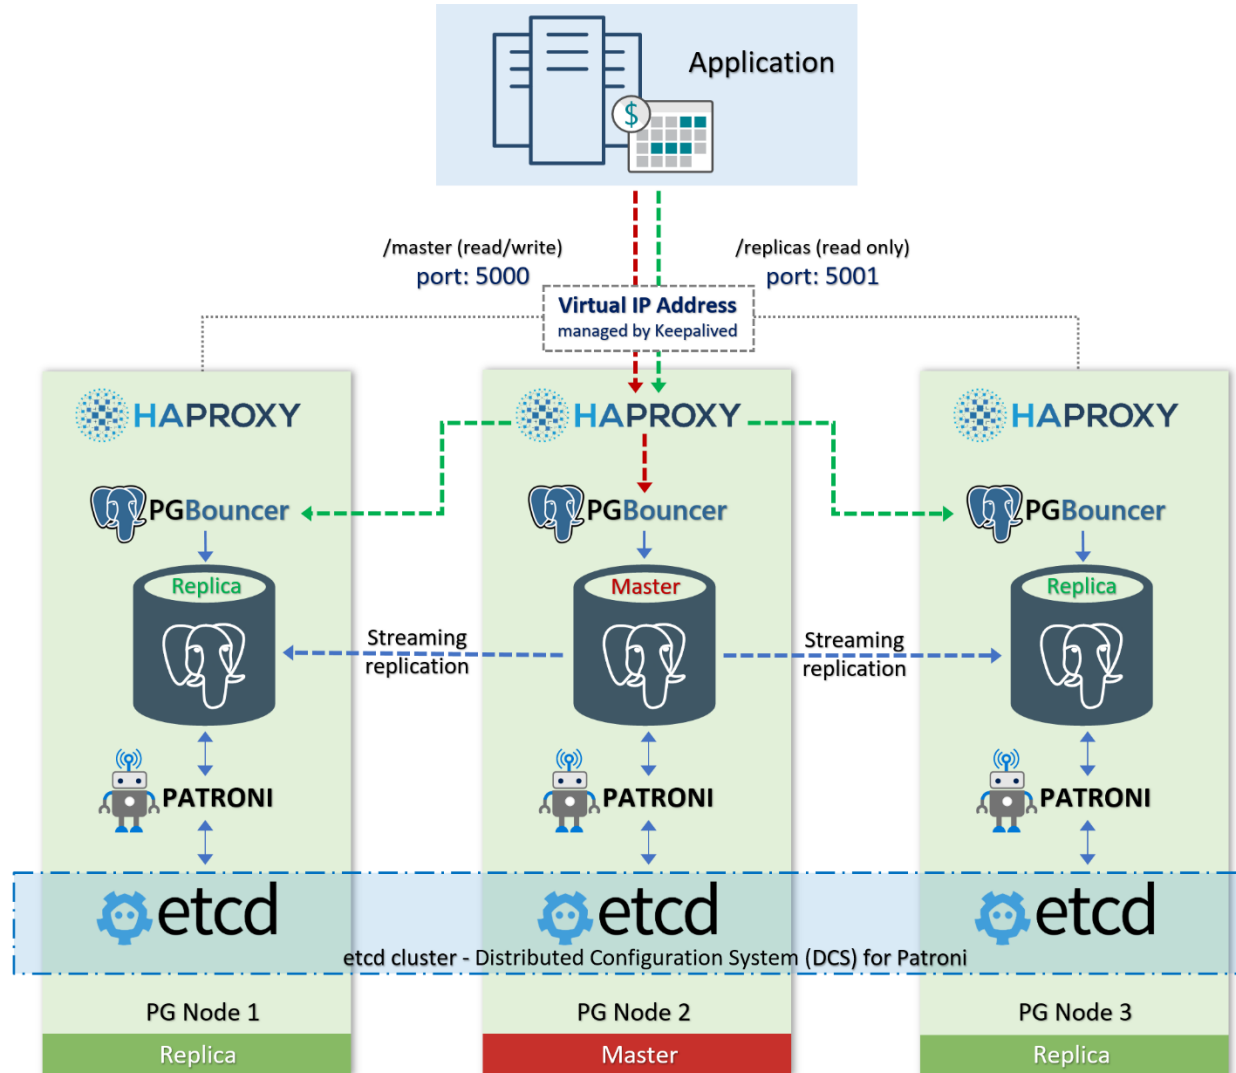 Application
$
/master (read/write)
port: 5000
/replicas (read only)
port: 5001
Virtual IP Address
managed by Keepalived
HAPROXY
HAPROXY
HAPROXY
PGBouncer
PGBouncer
PGBouncer
Replica
Master
Replica
Streaming
replication
Streaming
replication
PATRONI
PATRONI
PATRONI
etcd
etcd
etcd
etcd cluster - Distributed Configuration System (DCS) for Patroni
PG Node 1
PG Node 2
PG Node 3
Replica
Master
Replica